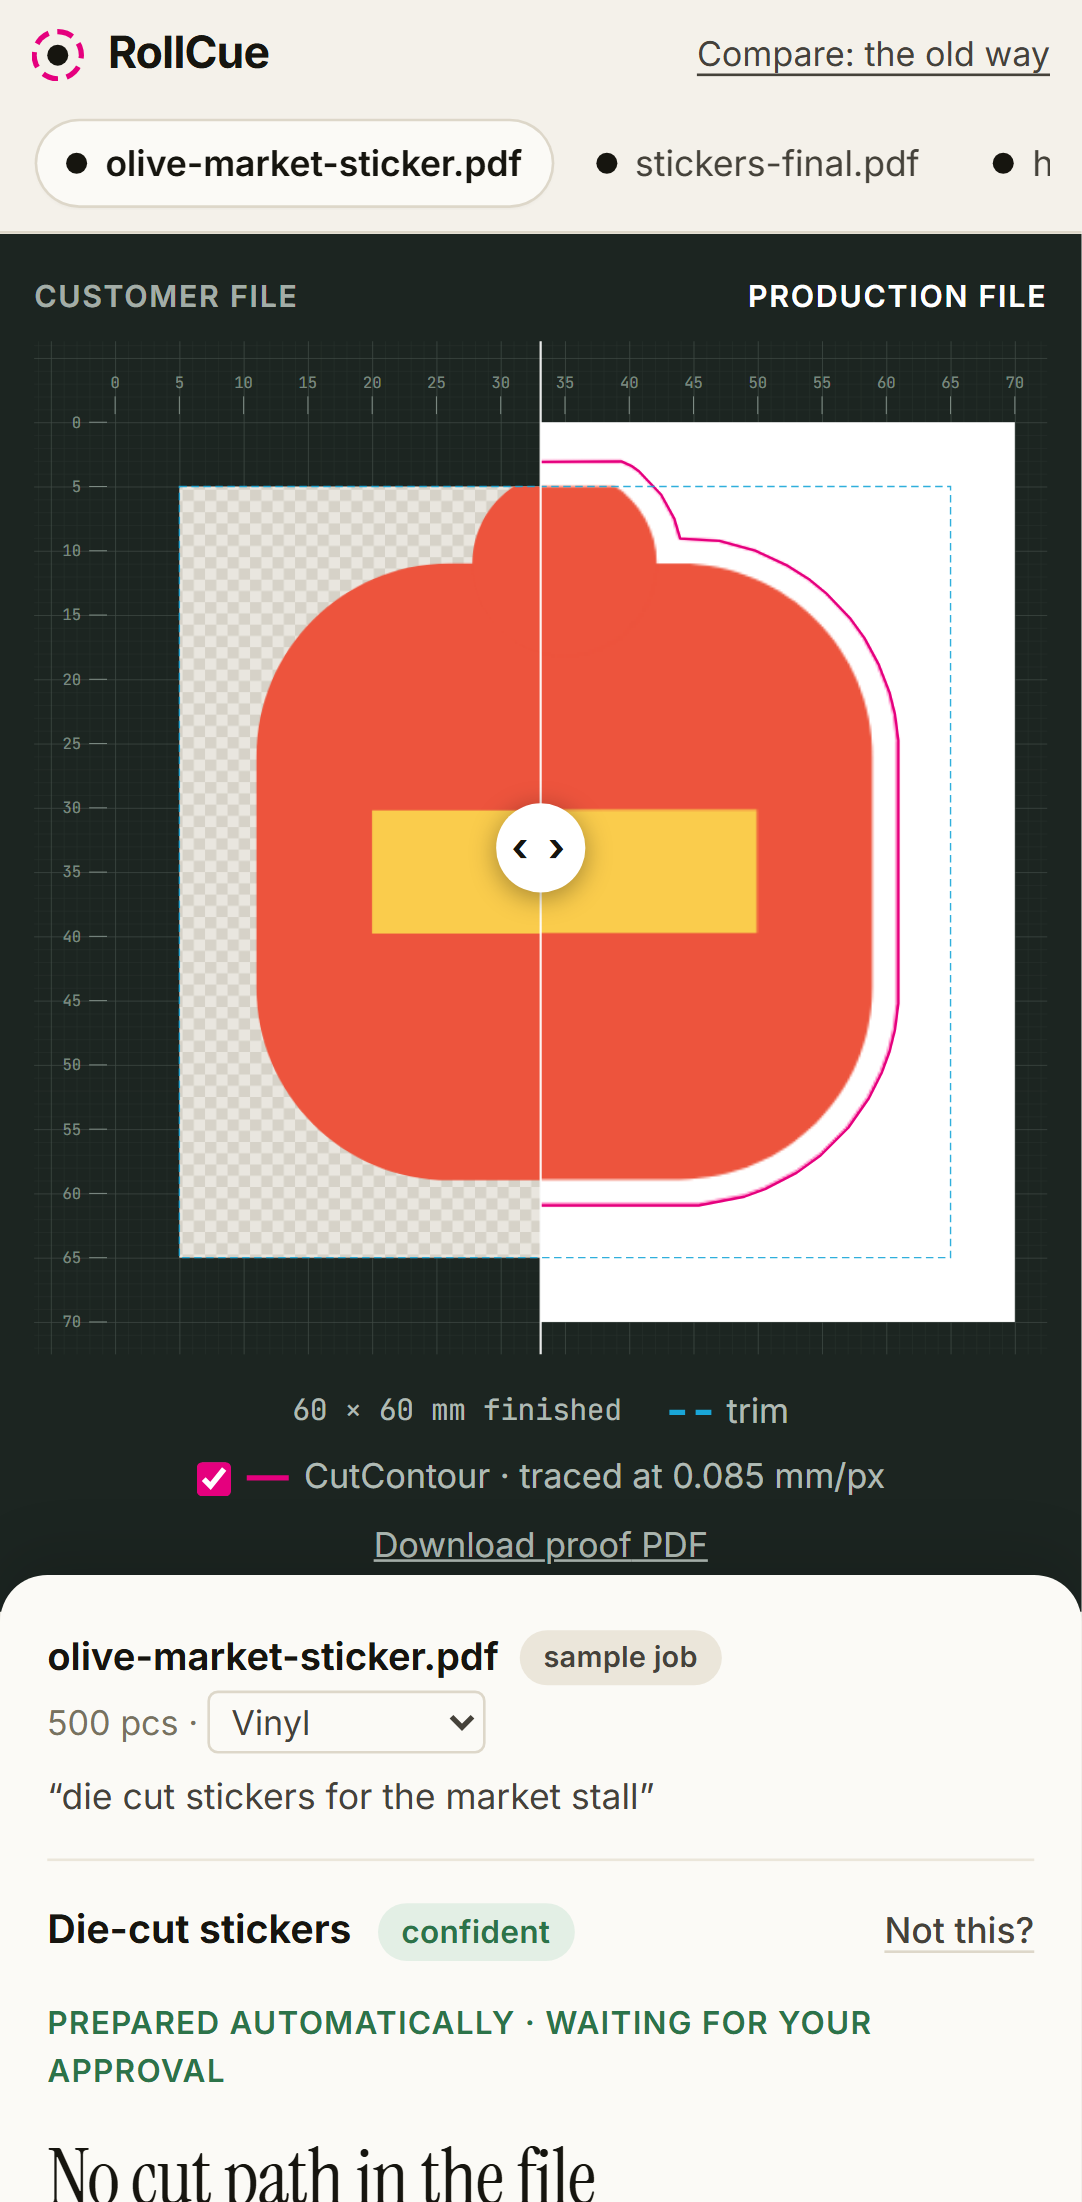 RollCue
Compare: the old way
olive-market-sticker.pdf
stickers-final.pdf
h
CUSTOMER FILE
PRODUCTION FILE
0 5 10 15 20 25 30 35 40 45 50 55 60 65 70
0
5
10
15
20
25
30
35
40
45
50
55
60
65
70
60 × 60 mm finished
trim
CutContour · traced at 0.085 mm/px
Download proof PDF
olive-market-sticker.pdf
sample job
500 pcs ·
Vinyl
“die cut stickers for the market stall”
Die-cut stickers
confident
Not this?
PREPARED AUTOMATICALLY · WAITING FOR YOUR
APPROVAL
No cut path in the file